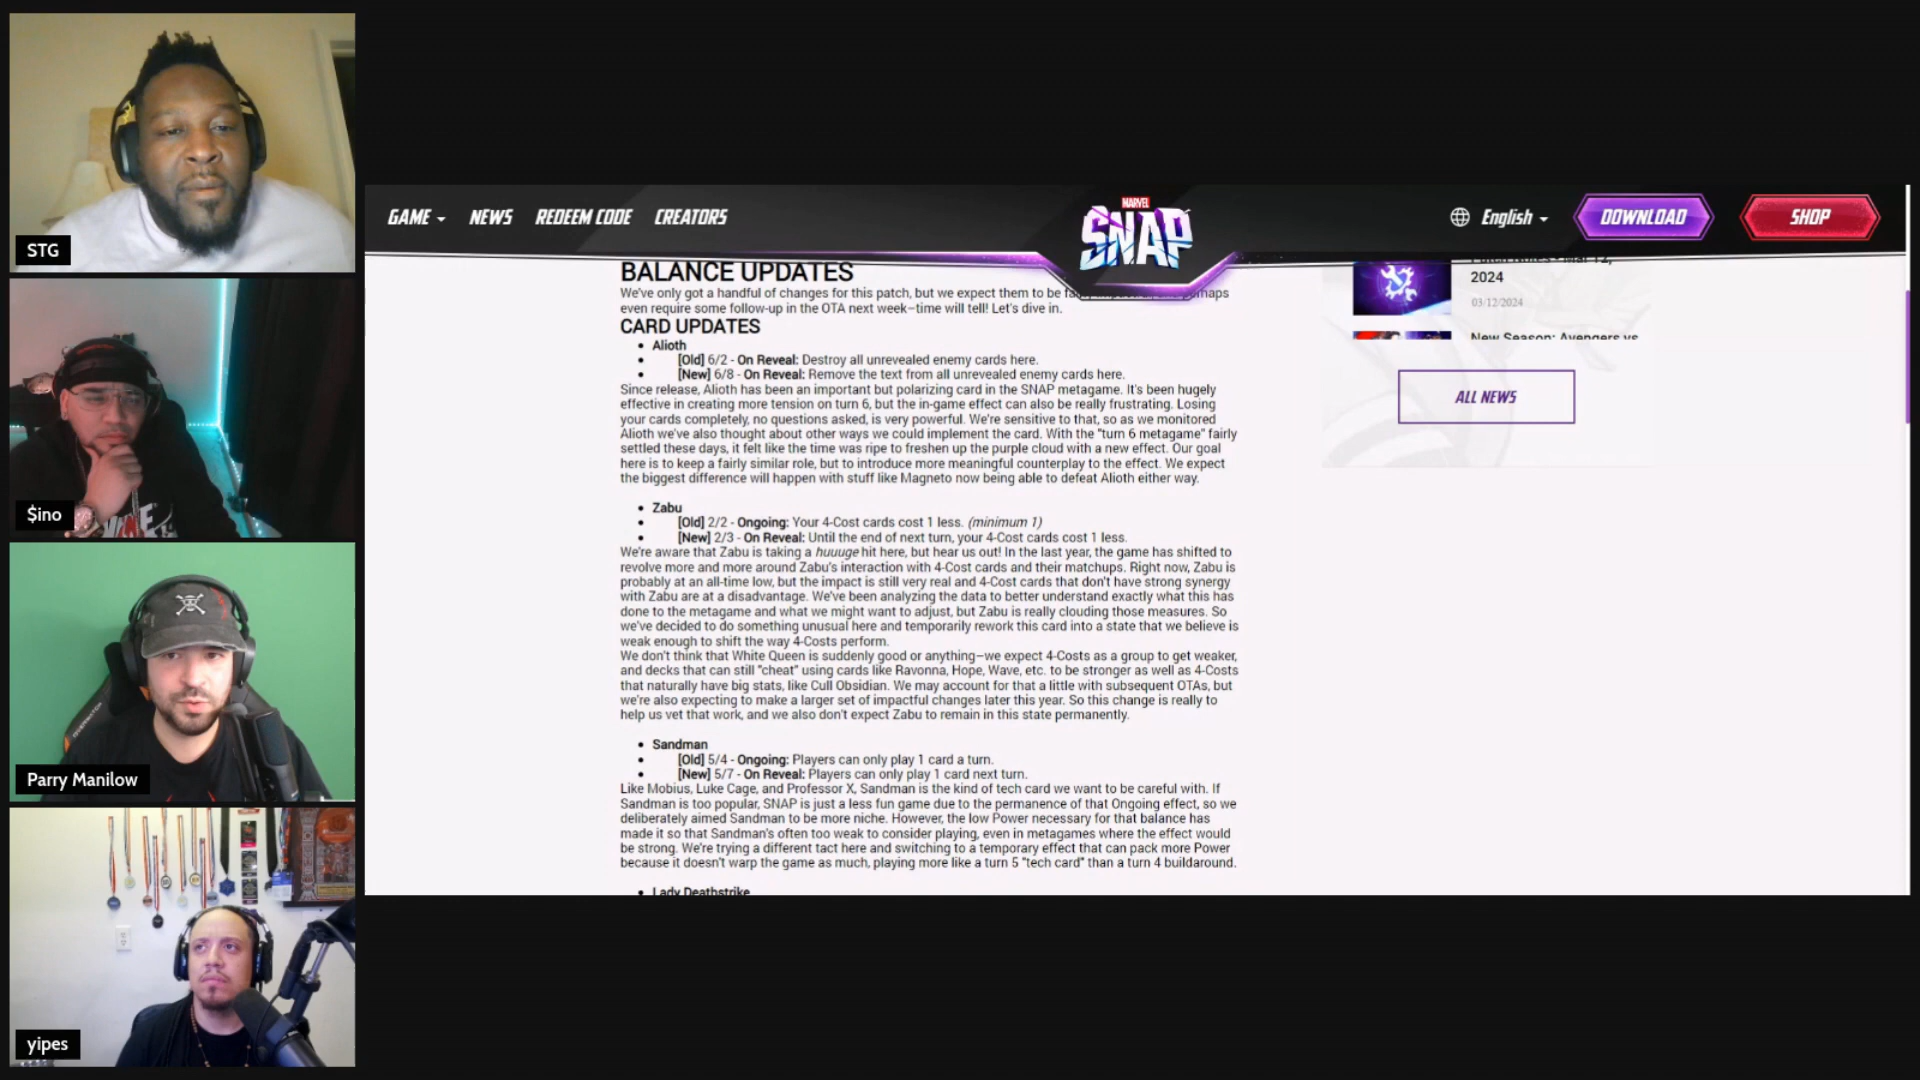 STG
$ino
Parry Manilow
yipes
GAME
NEWS
REDEEM CODE
CREATORS
MARVEL
SNAP
English
DOWNLOAD
SHOP
BALANCE UPDATES
We've only got a handful of changes for this patch, but we expect them to be
even require some follow-up in the OTA next week—time will tell! Let's dive in.
CARD UPDATES
• Alioth
• [Old] 6/2 - On Reveal: Destroy all unrevealed enemy cards here.
• [New] 6/8 - On Reveal: Remove the text from all unrevealed enemy cards here.
Since release, Alioth has been an important but polarizing card in the SNAP metagame. It's been hugely
effective in creating more tension on turn 6, but the in-game effect can also be really frustrating. Losing
your cards completely, no questions asked, is very powerful. We're sensitive to that, so as we monitored
Alioth we've also thought about other ways we could implement the card. With the "turn 6 metagame" fairly
settled these days, it felt like the time was ripe to freshen up the purple cloud with a new effect. Our goal
here is to keep a fairly similar role, but to introduce more meaningful counterplay to the effect. We expect
the biggest difference will happen with stuff like Magneto now being able to defeat Alioth either way.
• Zabu
• [Old] 2/2 - Ongoing: Your 4-Cost cards cost 1 less. (minimum 1)
• [New] 2/3 - On Reveal: Until the end of next turn, your 4-Cost cards cost 1 less.
We're aware that Zabu is taking a huuuge hit here, but hear us out! In the last year, the game has shifted to
revolve more and more around Zabu's interaction with 4-Cost cards and their matchups. Right now, Zabu is
probably at an all-time low, but the impact is still very real and 4-Cost cards that don't have strong synergy
with Zabu are at a disadvantage. We've been analyzing the data to better understand exactly what this has
done to the metagame and what we might want to adjust, but Zabu is really clouding those measures. So
we've decided to do something unusual here and temporarily rework this card into a state that we believe is
weak enough to shift the way 4-Costs perform.
We don't think that White Queen is suddenly good or anything—we expect 4-Costs as a group to get weaker,
and decks that can still "cheat" using cards like Ravonna, Hope, Wave, etc. to be stronger as well as 4-Costs
that naturally have big stats, like Cull Obsidian. We may account for that a little with subsequent OTAs, but
we're also expecting to make a larger set of impactful changes later this year. So this change is really to
help us vet that work, and we also don't expect Zabu to remain in this state permanently.
• Sandman
• [Old] 5/4 - Ongoing: Players can only play 1 card a turn.
• [New] 5/7 - On Reveal: Players can only play 1 card next turn.
Like Mobius, Luke Cage, and Professor X, Sandman is the kind of tech card we want to be careful with. If
Sandman is too popular, SNAP is just a less fun game due to the permanence of that Ongoing effect, so we
deliberately aimed Sandman to be more niche. However, the low Power necessary for that balance has
made it so that Sandman's often too weak to consider playing, even in metagames where the effect would
be strong. We're trying a different tact here and switching to a temporary effect that can pack more Power
because it doesn't warp the game as much, playing more like a turn 5 "tech card" than a turn 4 buildaround.
• Lady Deathstrike
Patch Notes - Mar 12,
2024
03/12/2024
New Season: Avengers vs
ALL NEWS